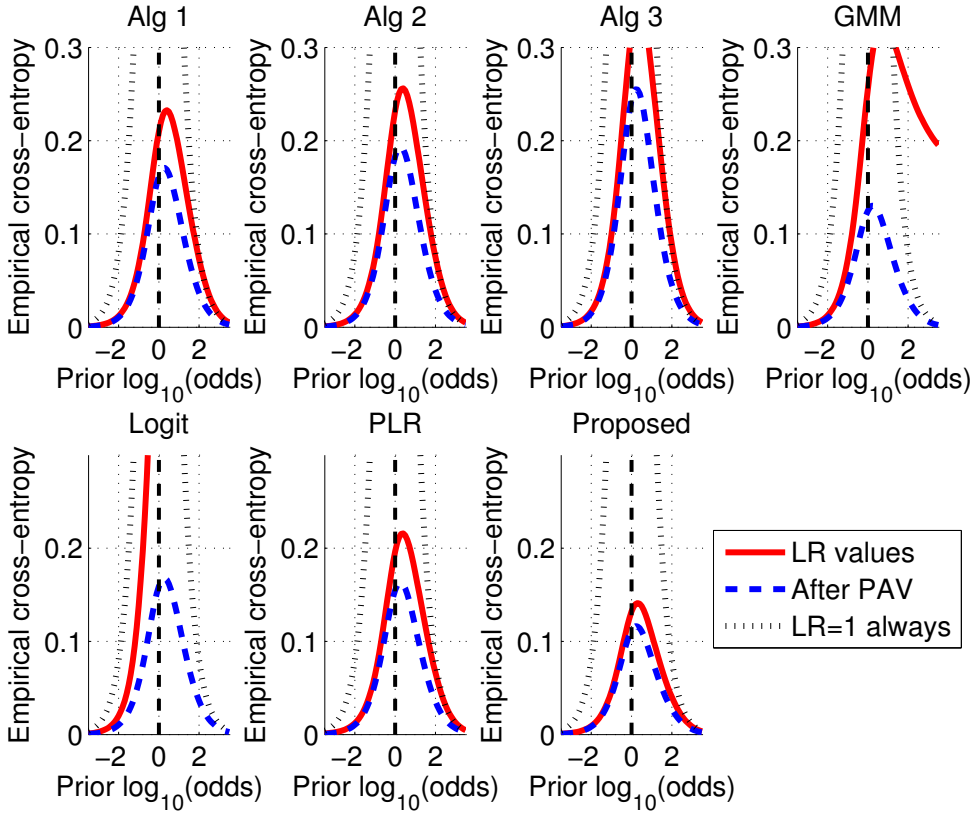 Alg 1
Empirical cross−entropy
0.3
0.2
0.1
0
−2 0 2
Prior log10(odds)
Alg 2
Empirical cross−entropy
0.3
0.2
0.1
0
−2 0 2
Prior log10(odds)
Alg 3
Empirical cross−entropy
0.3
0.2
0.1
0
−2 0 2
Prior log10(odds)
GMM
Empirical cross−entropy
0.3
0.2
0.1
0
−2 0 2
Prior log10(odds)
Logit
Empirical cross−entropy
0.2
0.1
0
−2 0 2
Prior log10(odds)
PLR
Empirical cross−entropy
0.2
0.1
0
−2 0 2
Prior log10(odds)
Proposed
Empirical cross−entropy
0.2
0.1
0
−2 0 2
Prior log10(odds)
LR values
After PAV
LR=1 always